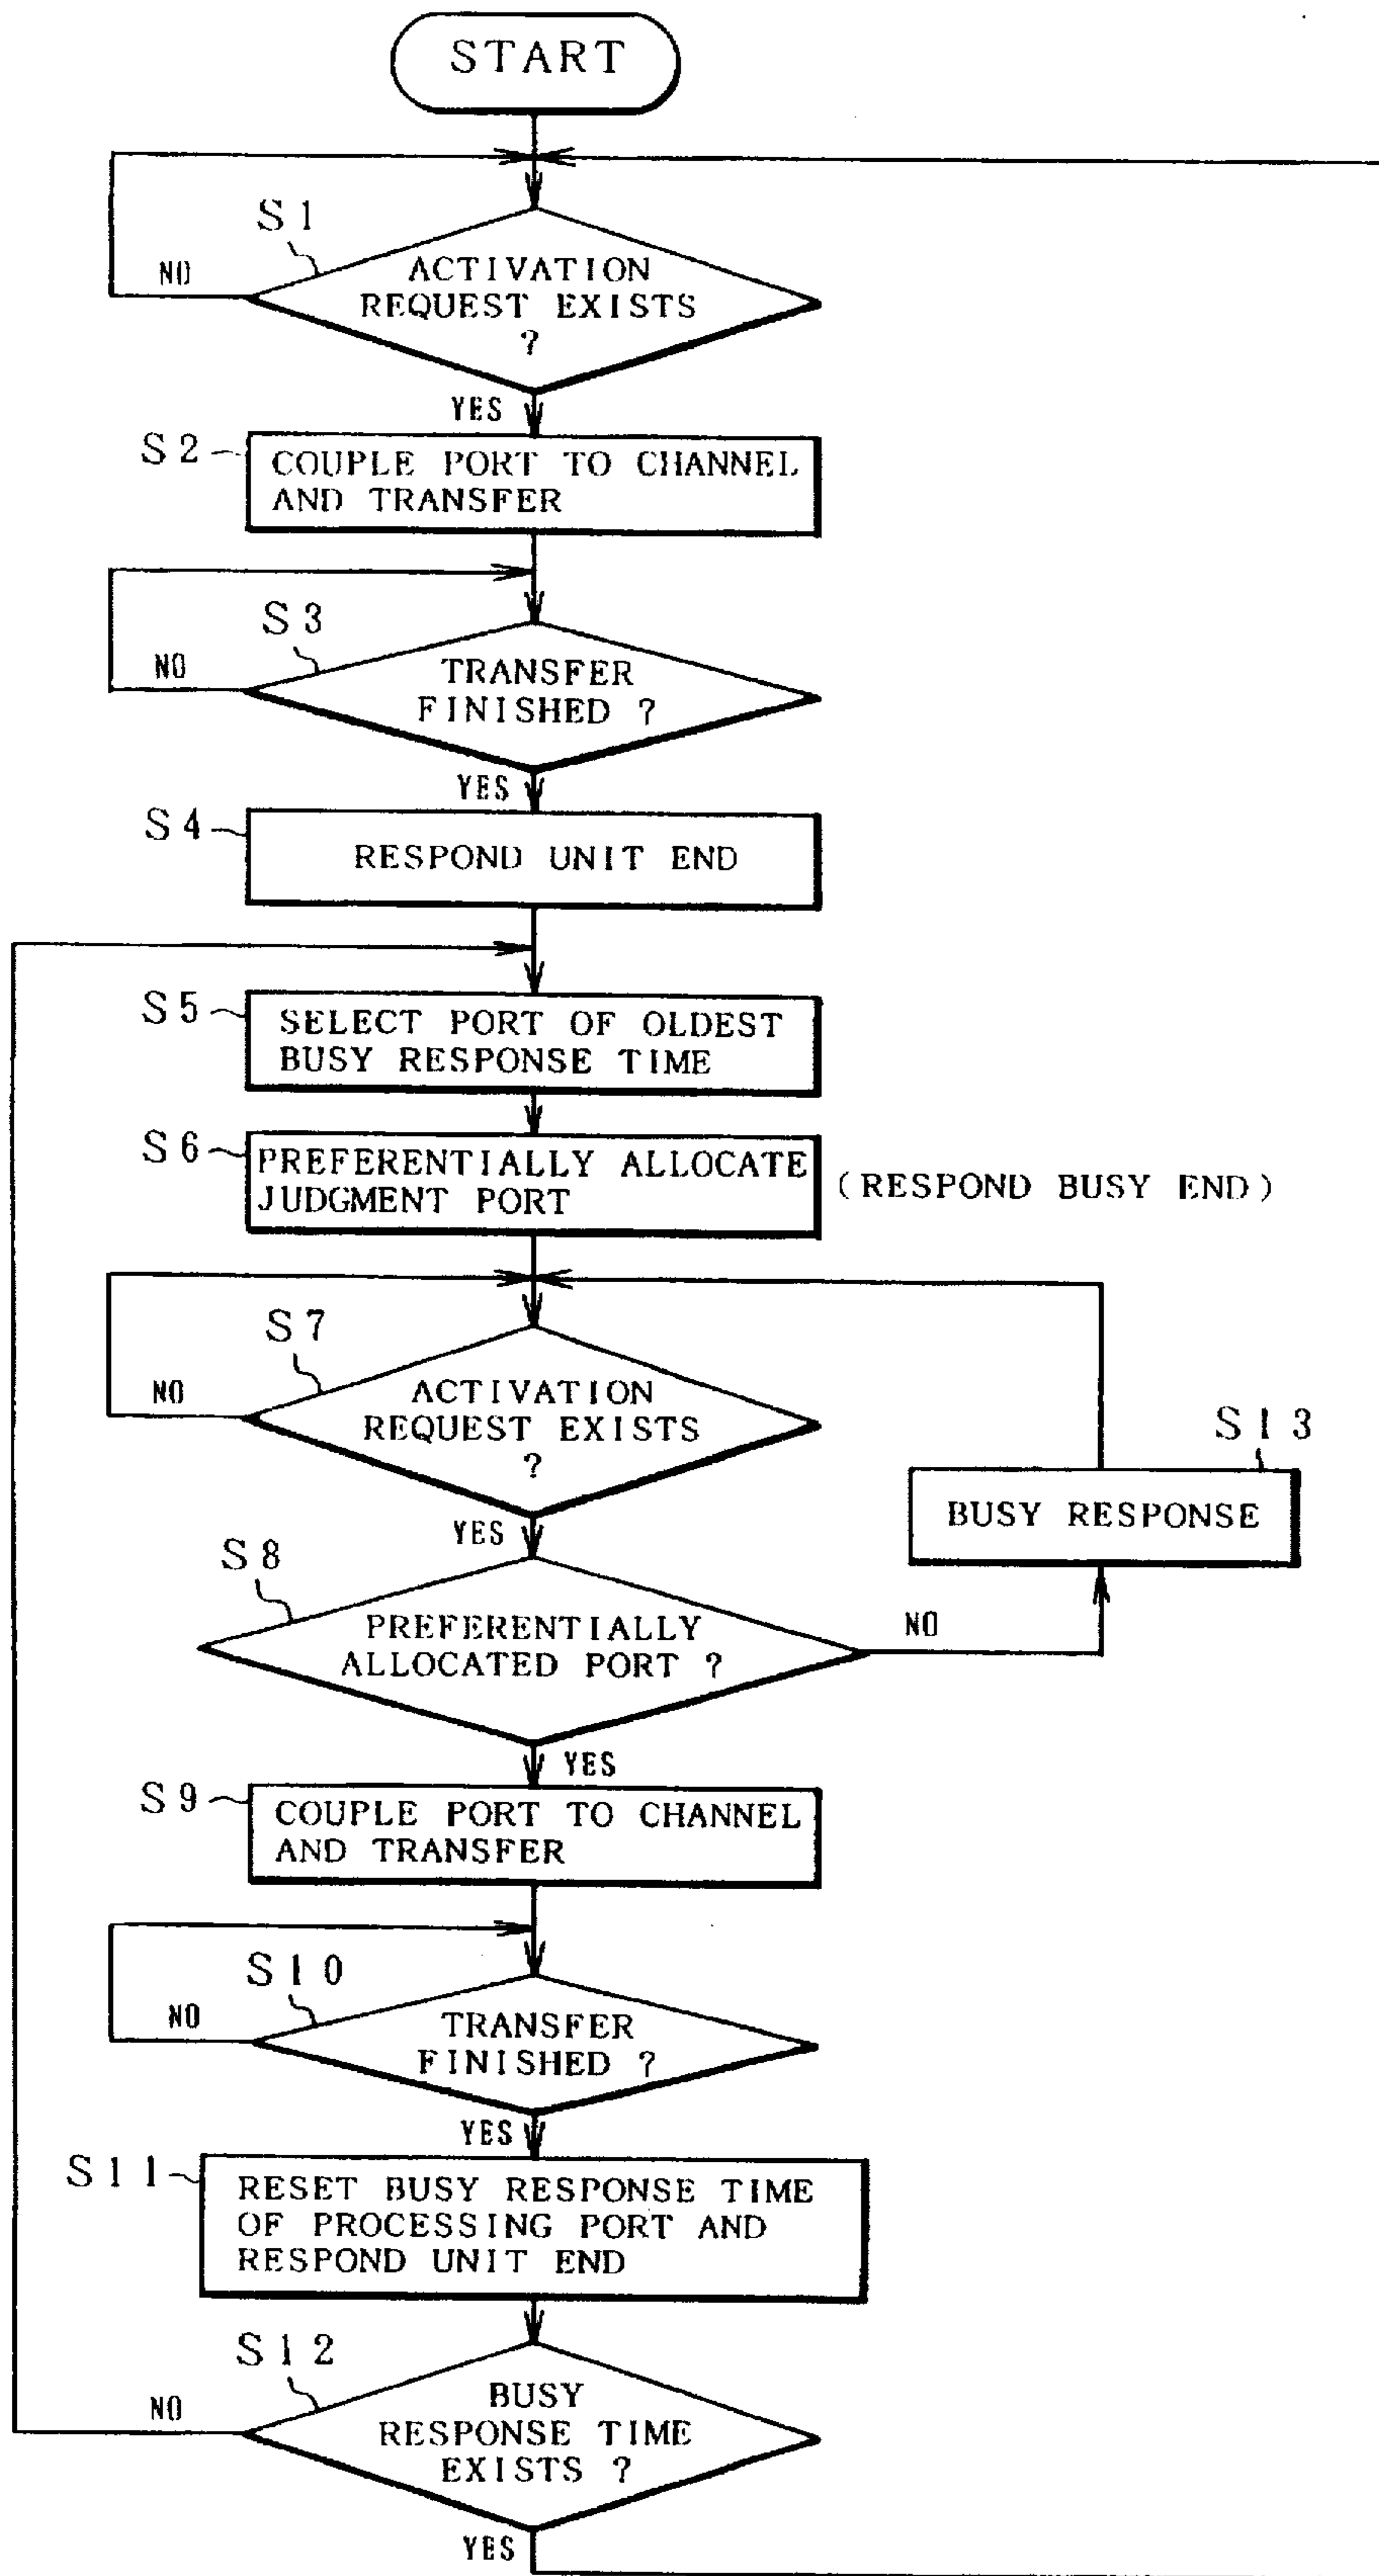 START
S1
NO
ACTIVATION
REQUEST EXISTS
?
YES
S2
COUPLE PORT TO CHANNEL
AND TRANSFER
S3
NO
TRANSFER
FINISHED ?
YES
S4
RESPOND UNIT END
S5
SELECT PORT OF OLDEST
BUSY RESPONSE TIME
S6
PREFERENTIALLY ALLOCATE
JUDGMENT PORT
(RESPOND BUSY END)
S7
NO
ACTIVATION
REQUEST EXISTS
?
YES
S13
BUSY RESPONSE
S8
PREFERENTIALLY
ALLOCATED PORT ?
NO
YES
S9
COUPLE PORT TO CHANNEL
AND TRANSFER
S10
NO
TRANSFER
FINISHED ?
YES
S11
RESET BUSY RESPONSE TIME
OF PROCESSING PORT AND
RESPOND UNIT END
S12
NO
BUSY
RESPONSE TIME
EXISTS ?
YES